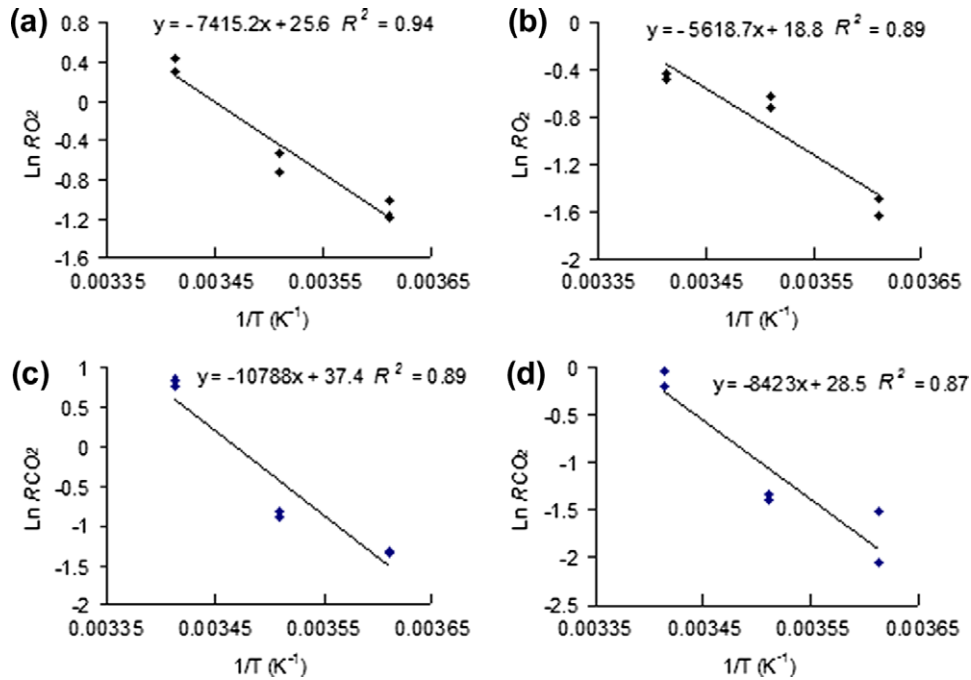 (a)
y = - 7415.2x + 25.6 R² = 0.94
0.8
0.4
0
-0.4
-0.8
-1.2
-1.6
Ln RO2
0.00335 0.00345 0.00355 0.00365
1/T (K⁻¹)
(b)
y = - 5618.7x + 18.8 R² = 0.89
0
-0.4
-0.8
-1.2
-1.6
-2
Ln RO₂
0.00335 0.00345 0.00355 0.00365
1/T (K⁻¹)
(c)
y = -10788x + 37.4 R² = 0.89
1
0.5
0
-0.5
-1
-1.5
-2
Ln RCO2
0.00335 0.00345 0.00355 0.00365
1/T (K⁻¹)
(d)
y = -8423x + 28.5 R² = 0.87
0
-0.5
-1
-1.5
-2
-2.5
Ln RCO₂
0.00335 0.00345 0.00355 0.00365
1/T (K⁻¹)